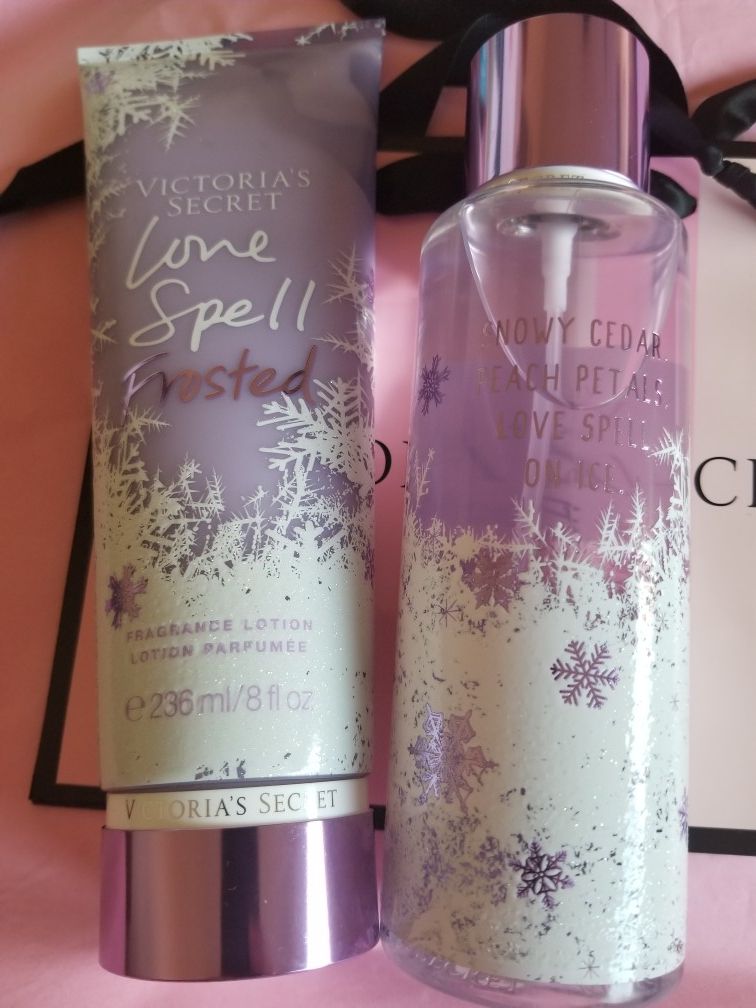 VICTORIA'S
SECRET
Love
Spell
Frosted
FRAGRANCE LOTION
LOTION PARFUMÉE
e 236 ml/8 fl oz
VICTORIA'S SECRET
SNOWY CEDAR.
PEACH PETALS.
LOVE SPELL
ON ICE.